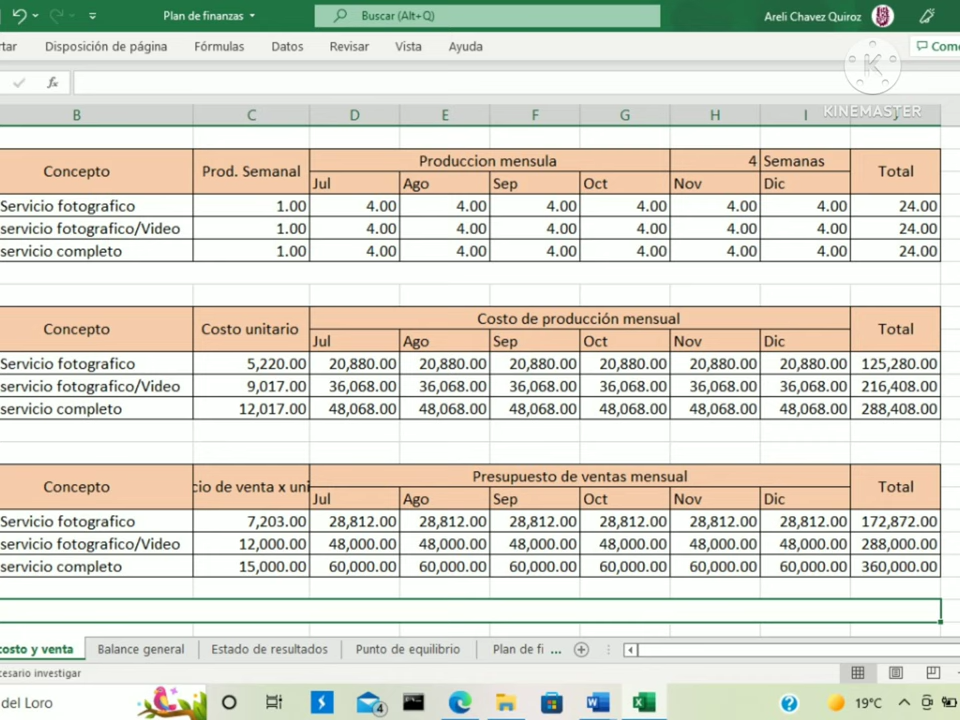 Plan de finanzas
Buscar (Alt+Q)
Areli Chavez Quiroz
tar Disposición de página Fórmulas Datos Revisar Vista Ayuda Com
fx
K
KINEMASTER
B C D E F G H I J
Concepto Prod. Semanal Produccion mensula 4 Semanas Total
Jul Ago Sep Oct Nov Dic
Servicio fotografico 1.00 4.00 4.00 4.00 4.00 4.00 4.00 24.00
servicio fotografico/Video 1.00 4.00 4.00 4.00 4.00 4.00 4.00 24.00
servicio completo 1.00 4.00 4.00 4.00 4.00 4.00 4.00 24.00
Concepto Costo unitario Costo de producción mensual Total
Jul Ago Sep Oct Nov Dic
Servicio fotografico 5,220.00 20,880.00 20,880.00 20,880.00 20,880.00 20,880.00 20,880.00 125,280.00
servicio fotografico/Video 9,017.00 36,068.00 36,068.00 36,068.00 36,068.00 36,068.00 36,068.00 216,408.00
servicio completo 12,017.00 48,068.00 48,068.00 48,068.00 48,068.00 48,068.00 48,068.00 288,408.00
Concepto cio de venta x uni Presupuesto de ventas mensual Total
Jul Ago Sep Oct Nov Dic
Servicio fotografico 7,203.00 28,812.00 28,812.00 28,812.00 28,812.00 28,812.00 28,812.00 172,872.00
servicio fotografico/Video 12,000.00 48,000.00 48,000.00 48,000.00 48,000.00 48,000.00 48,000.00 288,000.00
servicio completo 15,000.00 60,000.00 60,000.00 60,000.00 60,000.00 60,000.00 60,000.00 360,000.00
costo y venta Balance general Estado de resultados Punto de equilibrio Plan de fi ...
cesario investigar
del Loro 4 19°C